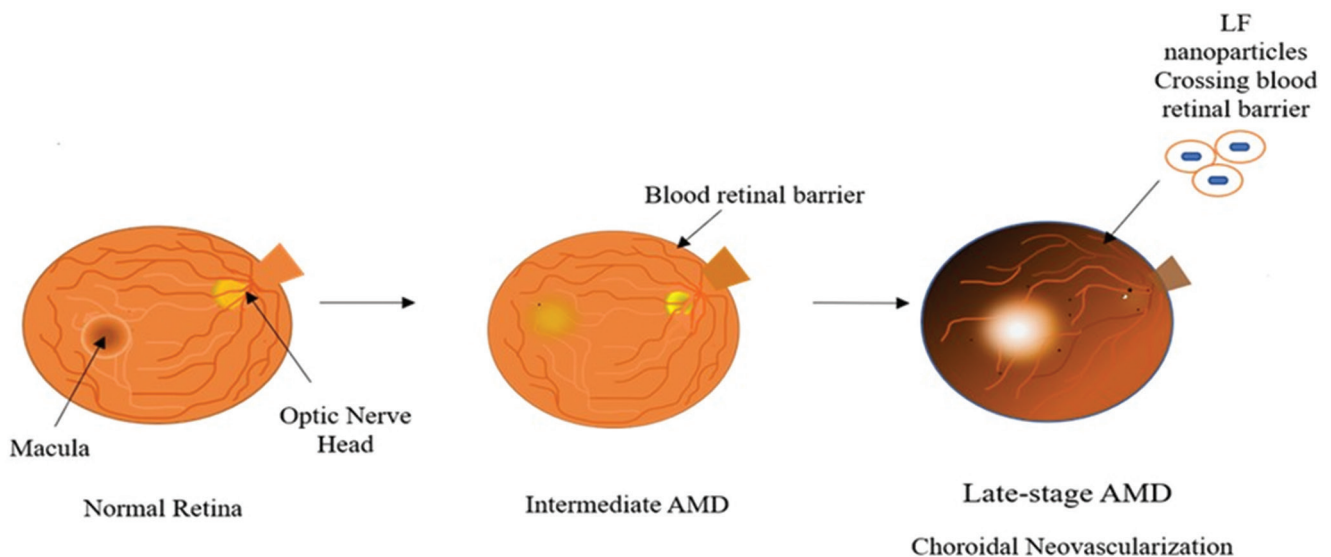 LF
nanoparticles
Crossing blood
retinal barrier
Blood retinal barrier
Optic Nerve
Head
Macula
Normal Retina
Intermediate AMD
Late-stage AMD
Choroidal Neovascularization